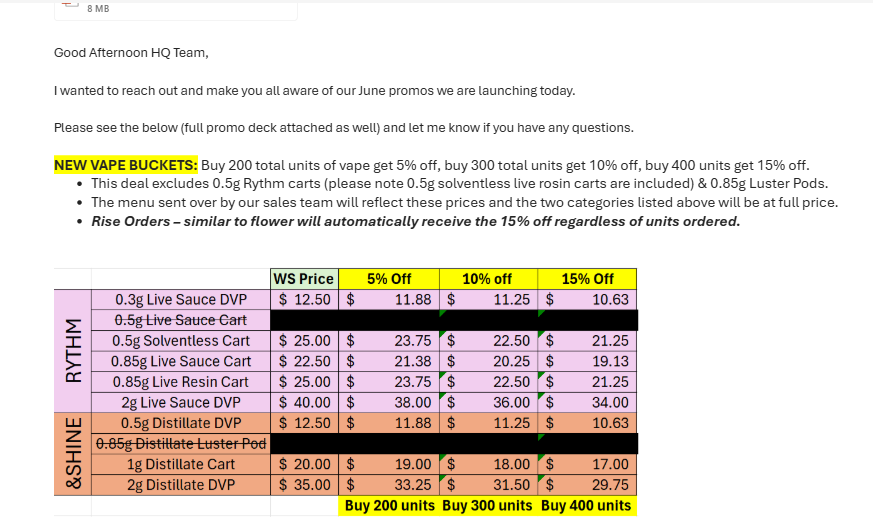 8 MB
Good Afternoon HQ Team,
I wanted to reach out and make you all aware of our June promos we are launching today.
Please see the below (full promo deck attached as well) and let me know if you have any questions.
NEW VAPE BUCKETS: Buy 200 total units of vape get 5% off, buy 300 total units get 10% off, buy 400 units get 15% off.
• This deal excludes 0.5g Rythm carts (please note 0.5g solventless live rosin carts are included) & 0.85g Luster Pods.
• The menu sent over by our sales team will reflect these prices and the two categories listed above will be at full price.
• Rise Orders – similar to flower will automatically receive the 15% off regardless of units ordered.
WS Price 5% Off 10% off 15% Off
RYTHM
0.3g Live Sauce DVP $ 12.50 $ 11.88 $ 11.25 $ 10.63
0.5g Live Sauce Cart
0.5g Solventless Cart $ 25.00 $ 23.75 $ 22.50 $ 21.25
0.85g Live Sauce Cart $ 22.50 $ 21.38 $ 20.25 $ 19.13
0.85g Live Resin Cart $ 25.00 $ 23.75 $ 22.50 $ 21.25
2g Live Sauce DVP $ 40.00 $ 38.00 $ 36.00 $ 34.00
&SHINE
0.5g Distillate DVP $ 12.50 $ 11.88 $ 11.25 $ 10.63
0.85g Distillate Luster Pod
1g Distillate Cart $ 20.00 $ 19.00 $ 18.00 $ 17.00
2g Distillate DVP $ 35.00 $ 33.25 $ 31.50 $ 29.75
Buy 200 units Buy 300 units Buy 400 units